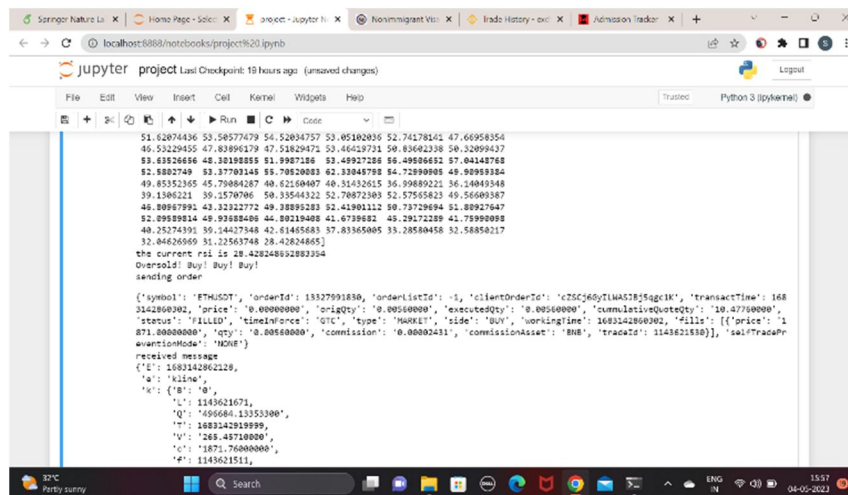 Springer Nature Li
Home Page - Selec
project - Jupyter N
Nonimmigrant Visa
Trade History - exc
Admission Tracker
localhost:8888/notebooks/project%20.ipynb
jupyter project Last Checkpoint: 19 hours ago (unsaved changes)
Logout
File Edit View Insert Cell Kernel Widgets Help
Trusted Python 3 (ipykernel)
Run Code
51.62074436 53.50577479 54.52034757 53.05102036 52.74178141 47.66958354
46.53229455 47.83896179 47.51829471 53.46419731 50.83602338 50.32099437
53.63526656 48.30198855 51.9987186 53.49927286 56.49506652 57.04148768
52.5802749 53.37703145 55.70520083 62.33045798 54.72990905 49.90959384
49.85352365 45.79084287 40.62160407 40.31432615 36.99889221 36.14049348
39.1306221 39.1570706 50.33544322 52.70872303 52.57565823 49.56609387
46.80967991 43.32312772 49.38895283 52.41901112 50.73729694 51.80927647
52.09589814 49.93688406 44.80219408 41.6739682 45.29172289 41.75990098
40.25274391 39.14427348 42.61465683 37.83365005 33.28580458 32.58850217
32.04626969 31.22563748 28.42824865]
the current rsi is 28.428248652883354
Oversold! Buy! Buy! Buy!
sending order
{'symbol': 'ETHUSDT', 'orderId': 13327991830, 'orderListId': -1, 'clientOrderId': 'cZSCj60yILWASIBj5qgc1K', 'transactTime': 168
3142860302, 'price': '0.00000000', 'origQty': '0.00560000', 'executedQty': '0.00560000', 'cummulativeQuoteQty': '10.47760000',
'status': 'FILLED', 'timeInForce': 'GTC', 'type': 'MARKET', 'side': 'BUY', 'workingTime': 1683142860302, 'fills': [{'price': '1
871.00000000', 'qty': '0.00560000', 'commission': '0.00002431', 'commissionAsset': 'BNB', 'tradeId': 1143621530}], 'selfTradePr
eventionMode': 'NONE'}
received message
{'E': 1683142862128,
'e': 'kline',
'k': {'B': '0',
'L': 1143621671,
'Q': '496684.13353300',
'T': 1683142919999,
'V': '265.45710000',
'c': '1871.76000000',
'f': 1143621511,
32°C
Partly sunny
Search
ENG
IN
15:57
04-05-2023